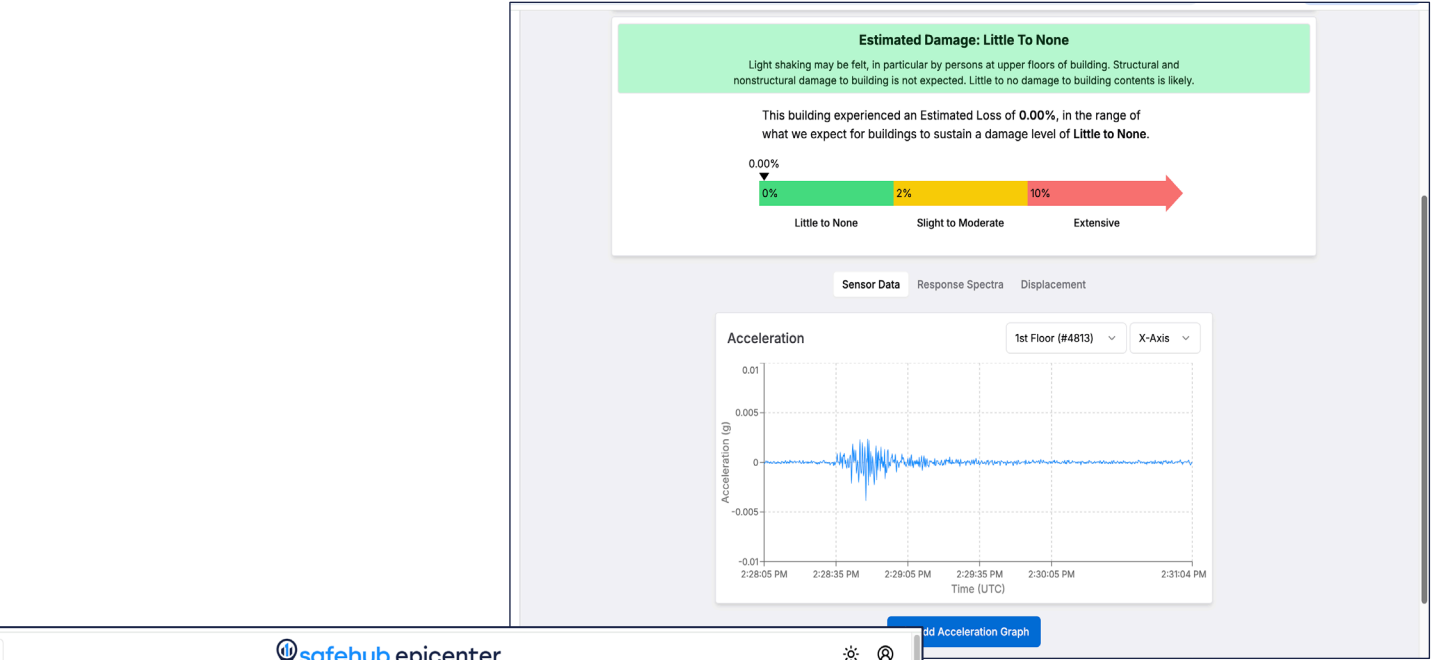 Estimated Damage: Little To None
Light shaking may be felt, in particular by persons at upper floors of building. Structural and
nonstructural damage to building is not expected. Little to no damage to building contents is likely.
This building experienced an Estimated Loss of 0.00%, in the range of
what we expect for buildings to sustain a damage level of Little to None.
0.00%
0% 2% 10%
Little to None Slight to Moderate Extensive
Sensor Data Response Spectra Displacement
Acceleration 1st Floor (#4813) X-Axis
0.01
0.005
0
-0.005
-0.01
Acceleration (g)
2:28:05 PM 2:28:35 PM 2:29:05 PM 2:29:35 PM 2:30:05 PM 2:31:04 PM
Time (UTC)
dd Acceleration Graph
safehub epicenter